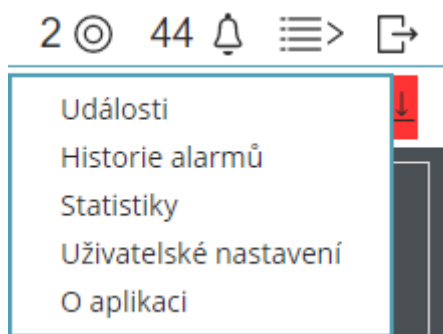 2 44
Události
Historie alarmů
Statistiky
Uživatelské nastavení
O aplikaci